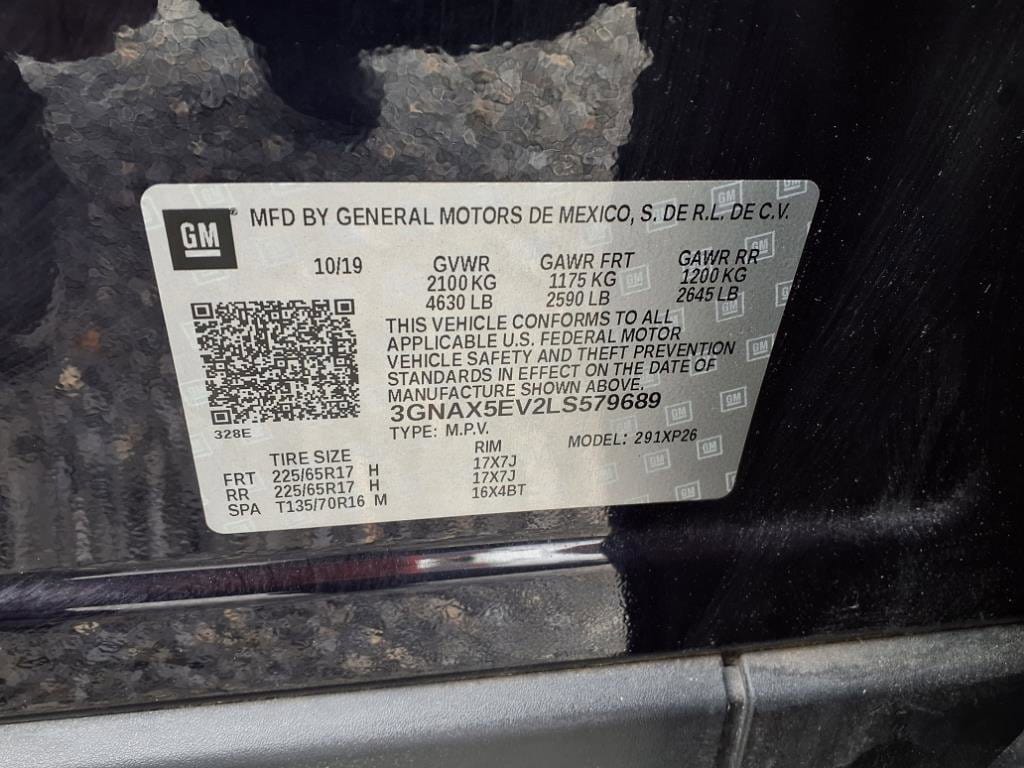 GM® MFD BY GENERAL MOTORS DE MEXICO, S. DE R.L. DE C.V.
10/19 GVWR GAWR FRT GAWR RR
2100 KG 1175 KG 1200 KG
4630 LB 2590 LB 2645 LB
THIS VEHICLE CONFORMS TO ALL
APPLICABLE U.S. FEDERAL MOTOR
VEHICLE SAFETY AND THEFT PREVENTION
STANDARDS IN EFFECT ON THE DATE OF
MANUFACTURE SHOWN ABOVE.
3GNAX5EV2LS579689
328E
TYPE: M.P.V. MODEL: 291XP26
TIRE SIZE RIM
FRT 225/65R17 H 17X7J
RR 225/65R17 H 17X7J
SPA T135/70R16 M 16X4BT